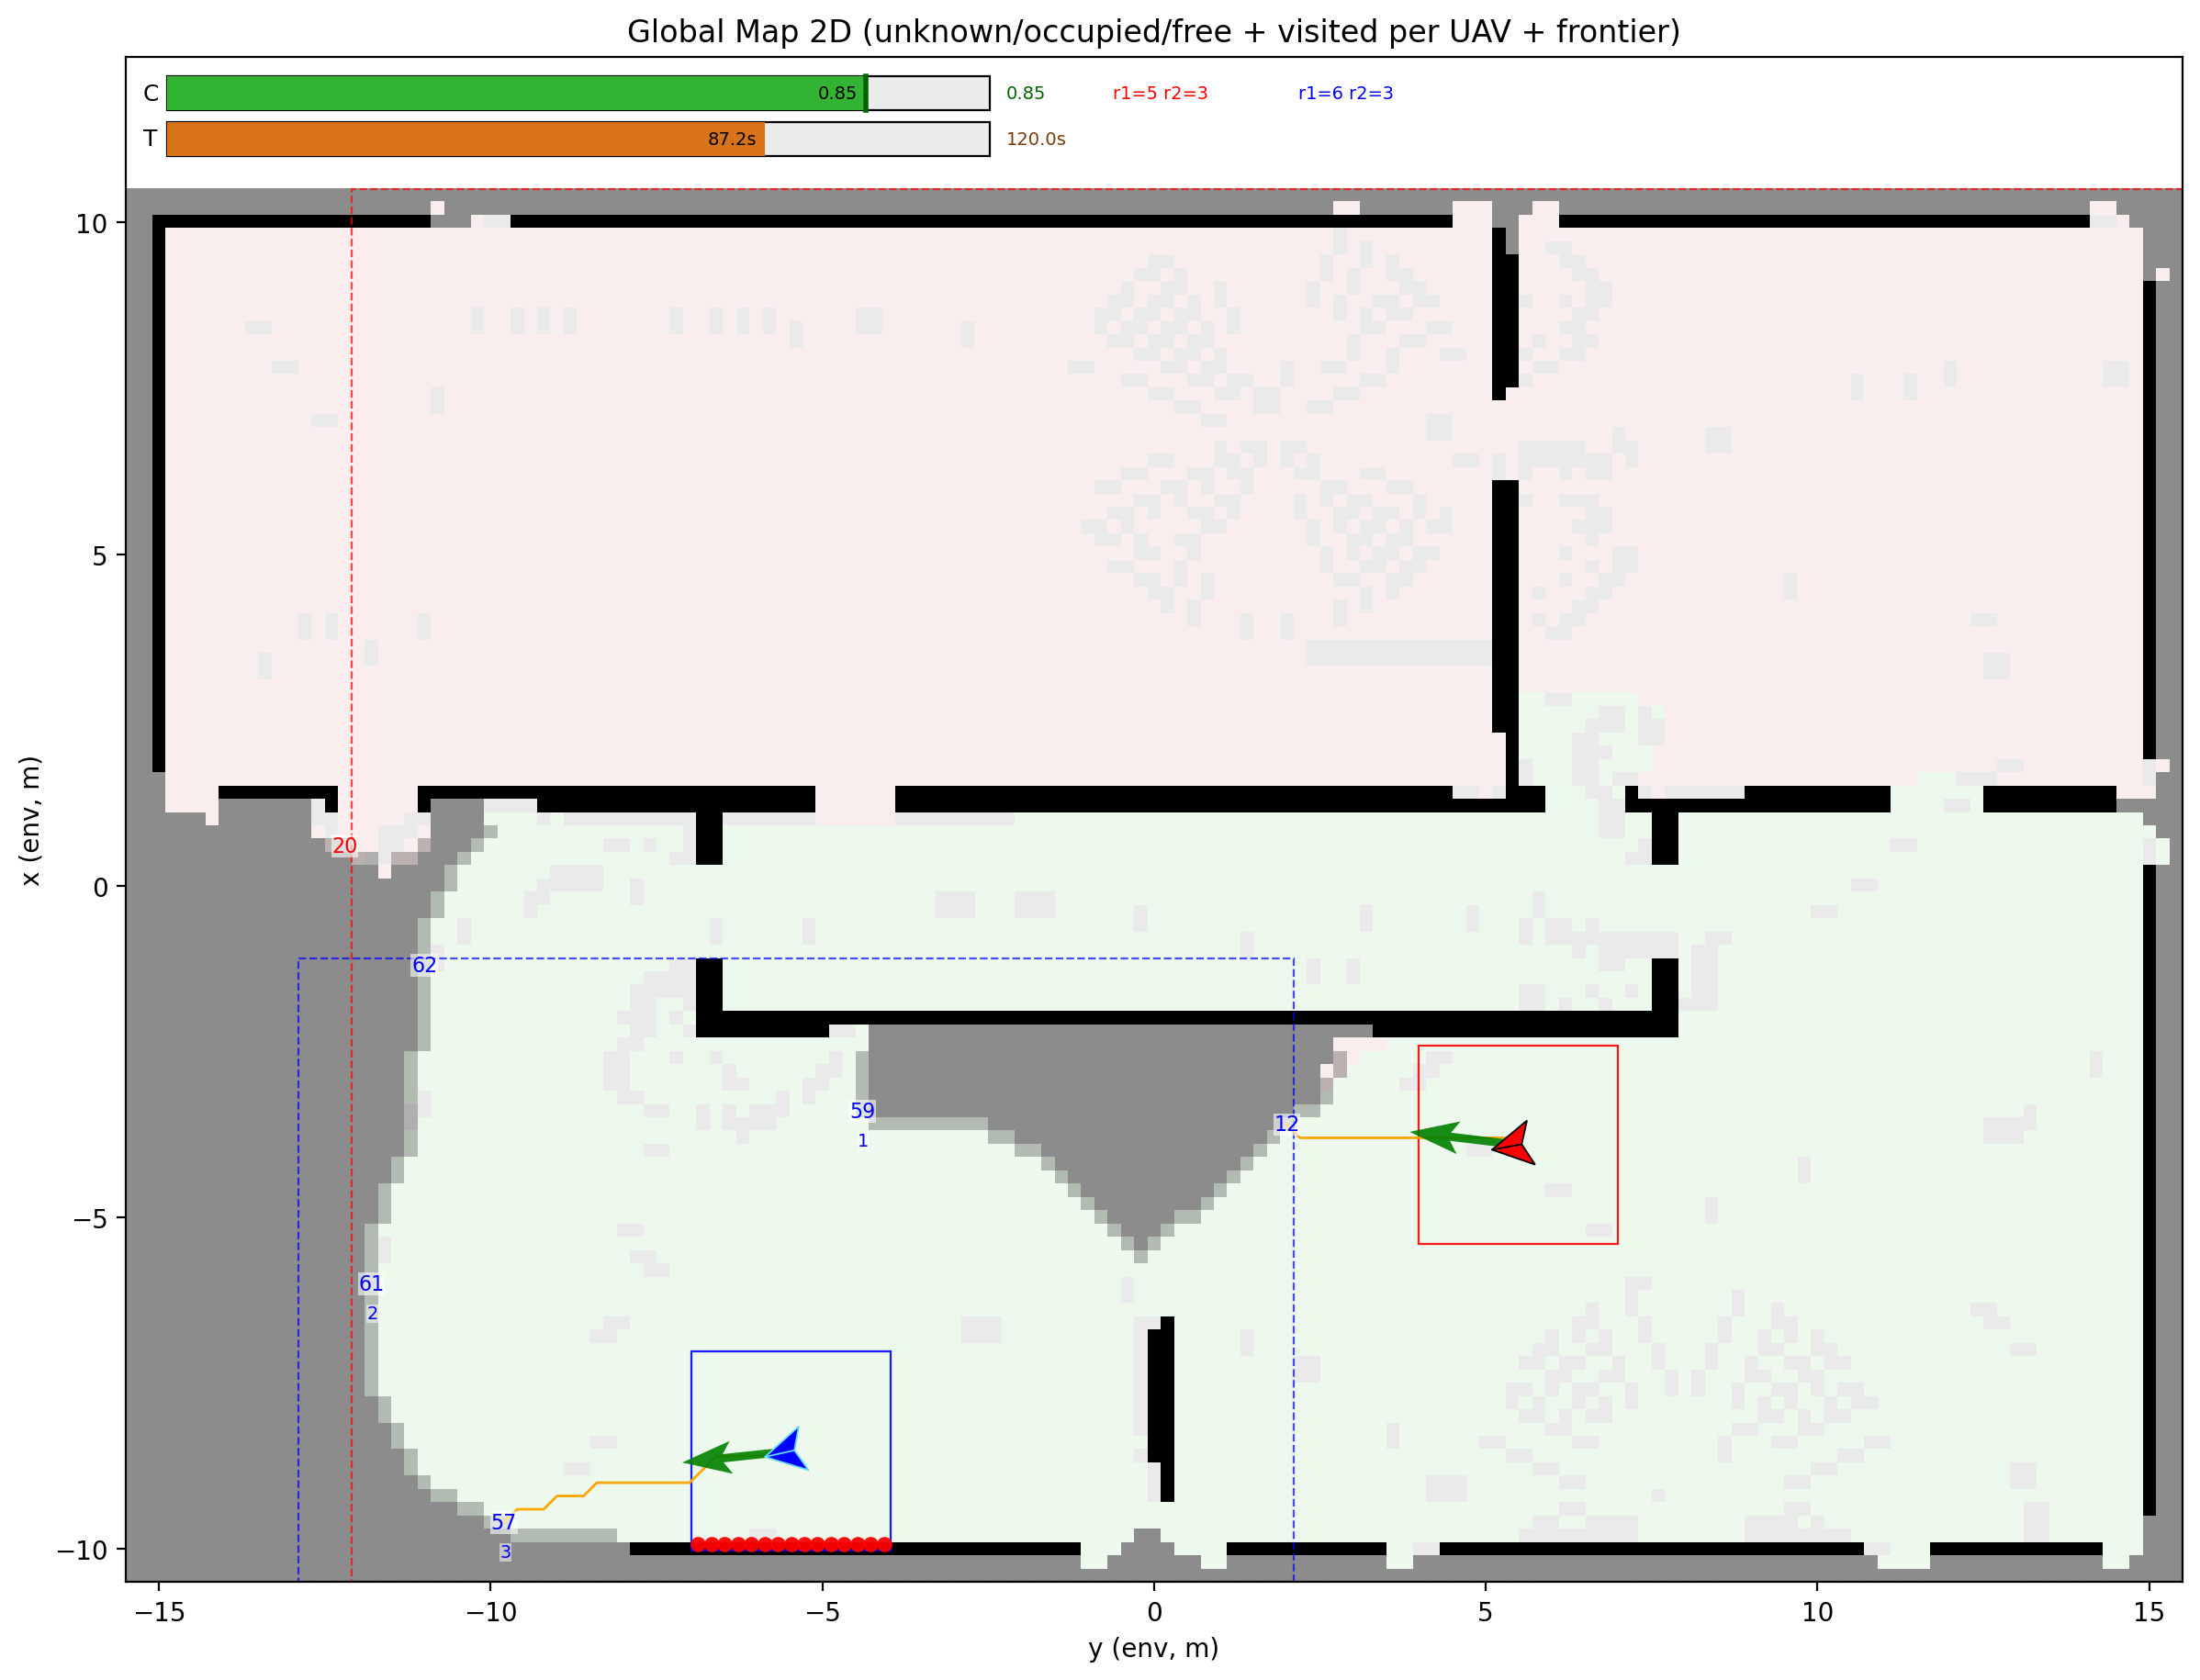 Global Map 2D (unknown/occupied/free + visited per UAV + frontier)
C 0.85 0.85 r1=5 r2=3 r1=6 r2=3
T 87.2s 120.0s
10
5
0
−5
−10
x (env, m)
20
62
59
1
12
61
2
57
3
−15 −10 −5 0 5 10 15
y (env, m)